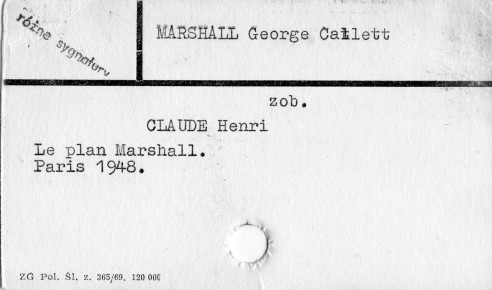 różne sygnatury
MARSHALL George Catlett
zob.
CLAUDE Henri
Le plan Marshall.
Paris 1948.
ZG Pol. Śl. z. 365/69, 120 000